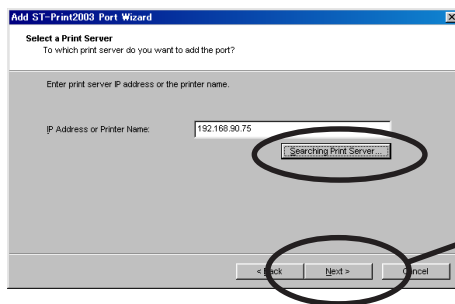 Add ST-Print2003 Port Wizard
Select a Print Server
To which print server do you want to add the port?
Enter print server IP address or the printer name.
IP Address or Printer Name:
192.168.90.75
Searching Print Server...
< Back
Next >
Cancel